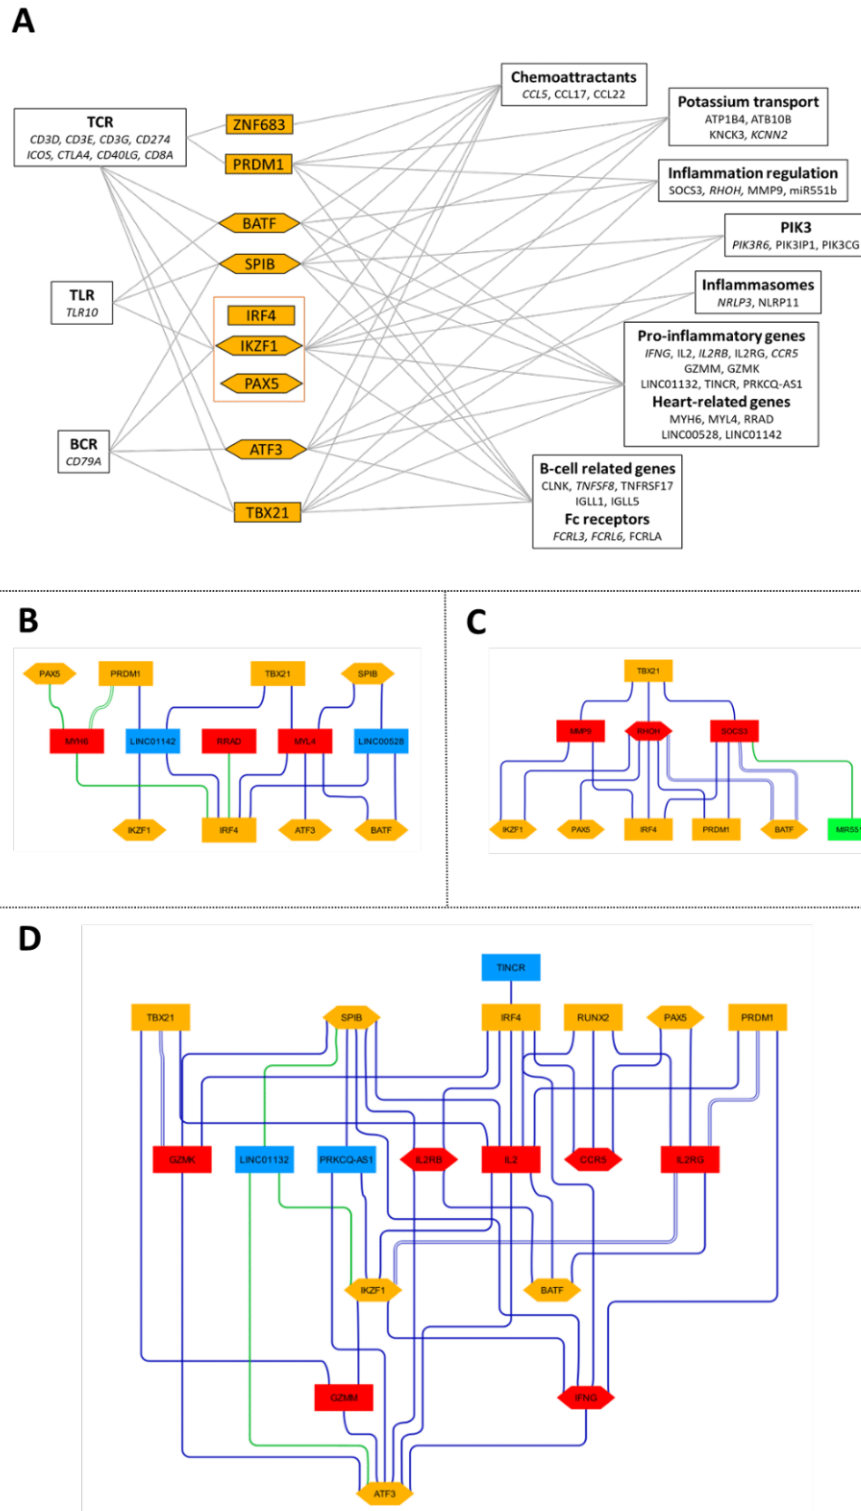 A
Chemoattractants
CCL5, CCL17, CCL22
TCR
CD3D, CD3E, CD3G, CD274
ICOS, CTLA4, CD40LG, CD8A
ZNF683
PRDM1
Potassium transport
ATP1B4, ATB10B
KNCK3, KCNN2
Inflammation regulation
SOCS3, RHOH, MMP9, miR551b
BATF
PIK3
PIK3R6, PIK3IP1, PIK3CG
SPIB
TLR
TLR10
Inflammasomes
NRLP3, NLRP11
IRF4
IKZF1
PAX5
Pro-inflammatory genes
IFNG, IL2, IL2RB, IL2RG, CCR5
GZMM, GZMK
LINC01132, TINCR, PRKCQ-AS1
Heart-related genes
MYH6, MYL4, RRAD
LINC00528, LINC01142
BCR
CD79A
ATF3
TBX21
B-cell related genes
CLNK, TNFSF8, TNFRSF17
IGLL1, IGLL5
Fc receptors
FCRL3, FCRL6, FCRLA
B
PAX5 PRDM1 TBX21 SPIB
MYH6 LINC01142 RRAD MYL4 LINC00528
IKZF1 IRF4 ATF3 BATF
C
TBX21
MMP9 RHOH SOCS3
IKZF1 PAX5 IRF4 PRDM1 BATF MIR551
D
TINCR
TBX21 SPIB IRF4 RUNX2 PAX5 PRDM1
GZMK LINC01132 PRKCQ-AS1 IL2RB IL2 CCR5 IL2RG
IKZF1 BATF
GZMM IFNG
ATF3